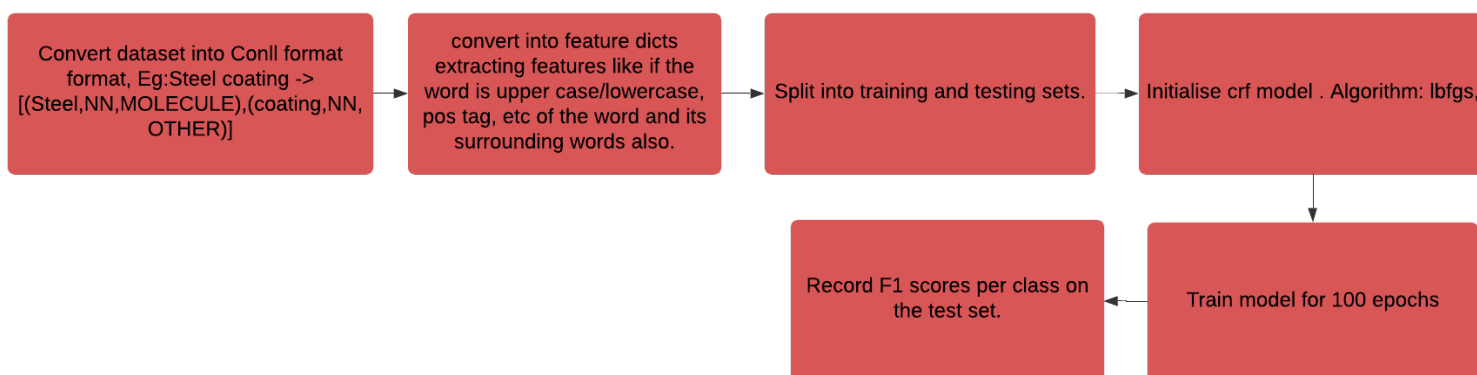 Convert dataset into Conll format
format, Eg:Steel coating ->
[(Steel,NN,MOLECULE),(coating,NN,
OTHER)]
convert into feature dicts
extracting features like if the
word is upper case/lowercase,
pos tag, etc of the word and its
surrounding words also.
Split into training and testing sets.
Initialise crf model . Algorithm: lbfgs,
Train model for 100 epochs
Record F1 scores per class on
the test set.